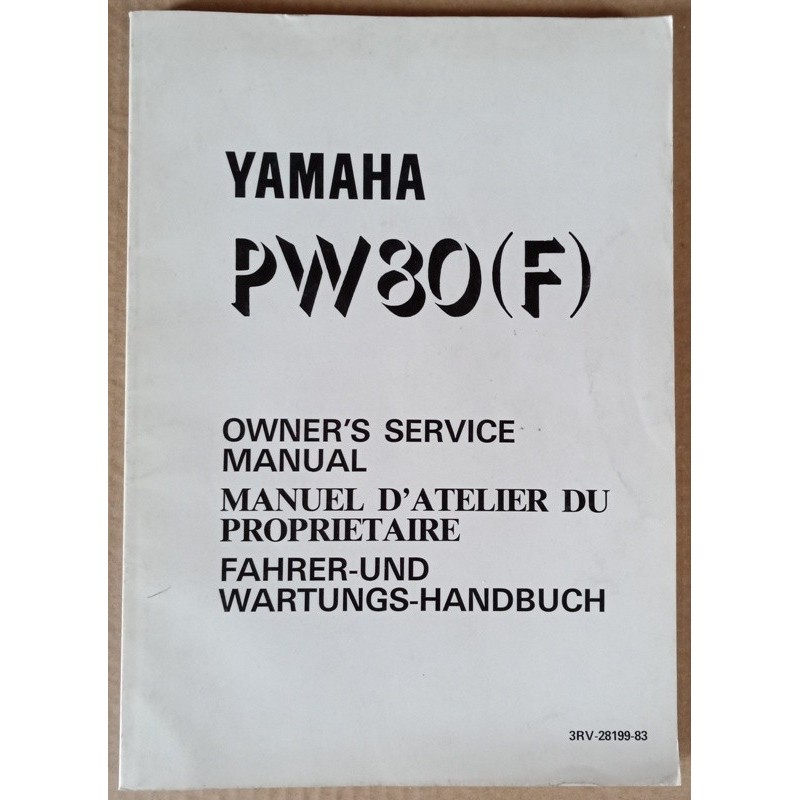 YAMAHA
PW80(F)
OWNER'S SERVICE
MANUAL
MANUEL D'ATELIER DU
PROPRIETAIRE
FAHRER-UND
WARTUNGS-HANDBUCH
3RV-28199-83